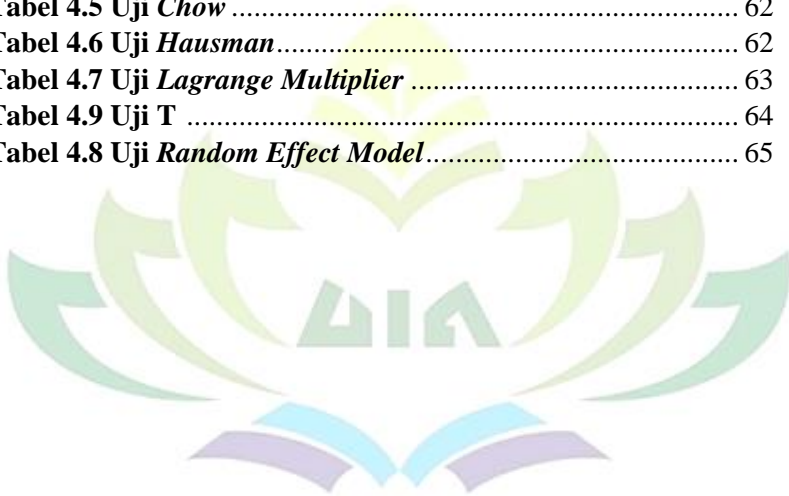 Tabel 4.5 Uji Chow ........................................................................ 62
Tabel 4.6 Uji Hausman................................................................ 62
Tabel 4.7 Uji Lagrange Multiplier ............................................. 63
Tabel 4.9 Uji T ............................................................................. 64
Tabel 4.8 Uji Random Effect Model........................................... 65
UIN